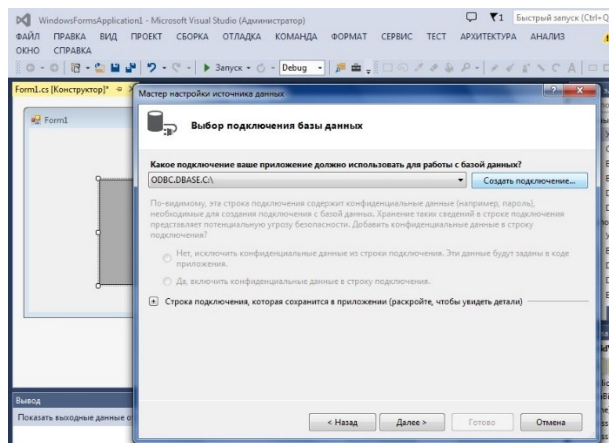 WindowsFormsApplication1 - Microsoft Visual Studio (Администратор)
1
Быстрый запуск (Ctrl+Q
ФАЙЛ ПРАВКА ВИД ПРОЕКТ СБОРКА ОТЛАДКА КОМАНДА ФОРМАТ СЕРВИС ТЕСТ АРХИТЕКТУРА АНАЛИЗ
ОКНО СПРАВКА
Запуск Debug
Form1.cs [Конструктор]*
Form1
Мастер настройки источника данных
Выбор подключения базы данных
Какое подключение ваше приложение должно использовать для работы с базой данных?
ODBC.DBASE.C:\
Создать подключение...
По-видимому, эта строка подключения содержит конфиденциальные данные (например, пароль),
необходимые для создания подключения с базой данных. Хранение таких сведений в строке подключения
представляет потенциальную угрозу безопасности. Добавить конфиденциальные данные в строку
подключения?
Нет, исключить конфиденциальные данные из строки подключения. Эти данные будут заданы в коде
приложения.
Да, включить конфиденциальные данные в строку подключения.
Строка подключения, которая сохранится в приложении (раскройте, чтобы увидеть детали)
Вывод
Показать выходные данные о
< Назад
Далее >
Готово
Отмена